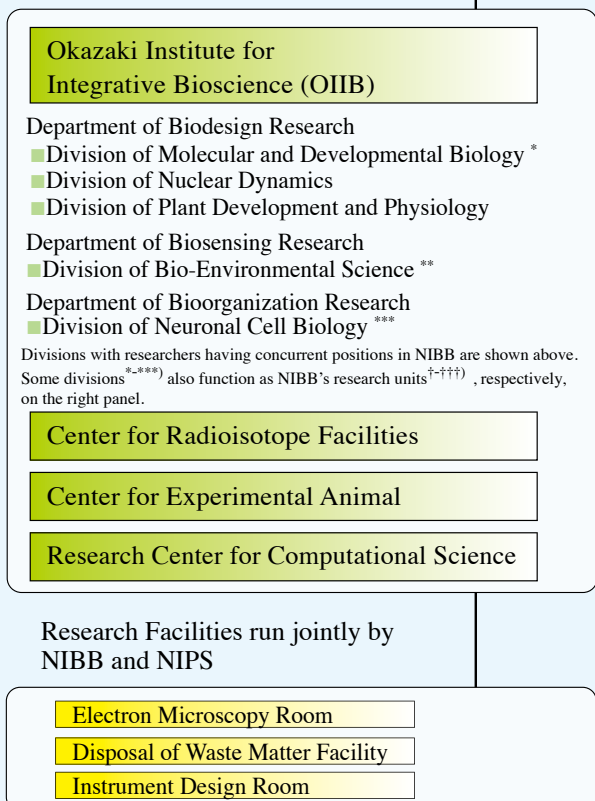 Okazaki Institute for
Integrative Bioscience (OIIB)
Department of Biodesign Research
Division of Molecular and Developmental Biology *
Division of Nuclear Dynamics
Division of Plant Development and Physiology
Department of Biosensing Research
Division of Bio-Environmental Science **
Department of Bioorganization Research
Division of Neuronal Cell Biology ***
Divisions with researchers having concurrent positions in NIBB are shown above.
Some divisions*-***) also function as NIBB's research units†-†††) , respectively,
on the right panel.
Center for Radioisotope Facilities
Center for Experimental Animal
Research Center for Computational Science
Research Facilities run jointly by
NIBB and NIPS
Electron Microscopy Room
Disposal of Waste Matter Facility
Instrument Design Room